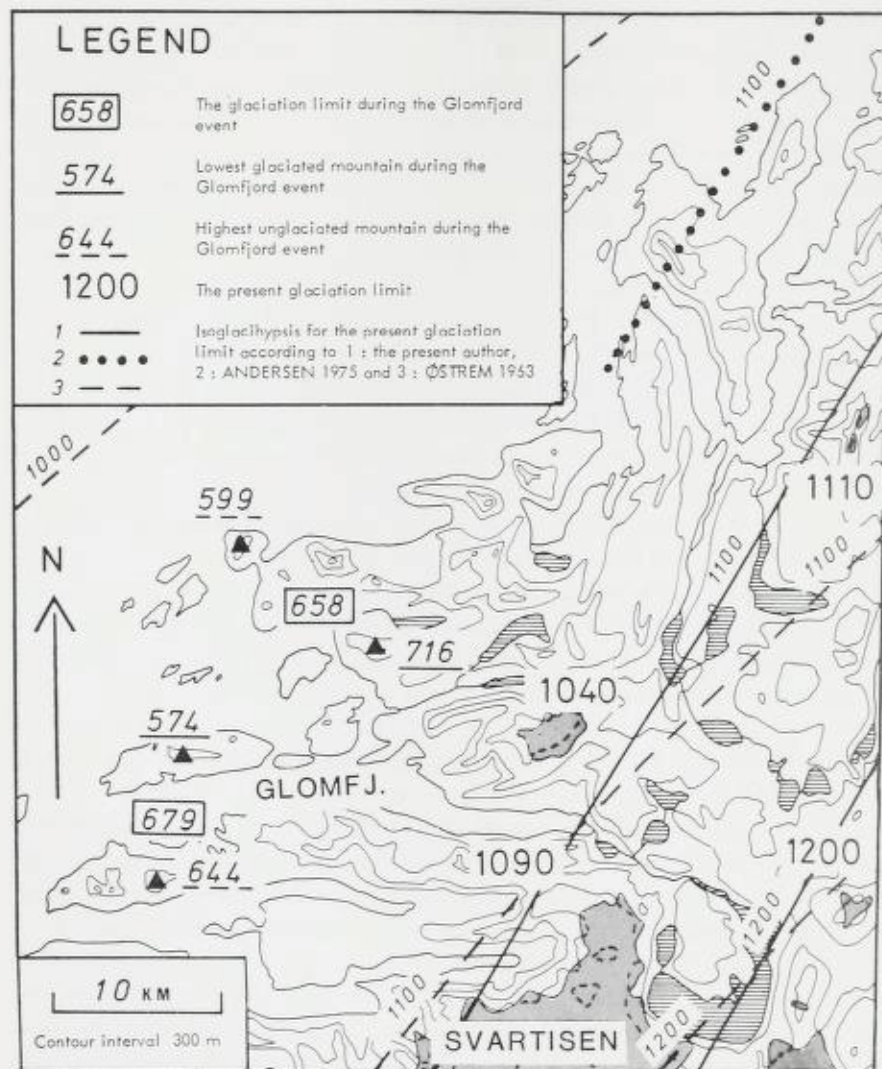 LEGEND
658
The glaciation limit during the Glomfjord
event
574
Lowest glaciated mountain during the
Glomfjord event
644
Highest unglaciated mountain during the
Glomfjord event
1200
The present glaciation limit
1
Isoglacihypsis for the present glaciation
2
limit according to 1 : the present author,
3
2 : ANDERSEN 1975 and 3 : ØSTREM 1963
1100
1000
599
1110
N
1100
1100
658
716
1040
574
GLOMFJ.
679
1090
1200
644
1200
1100
1200
SVARTISEN
10 KM
Contour interval 300 m